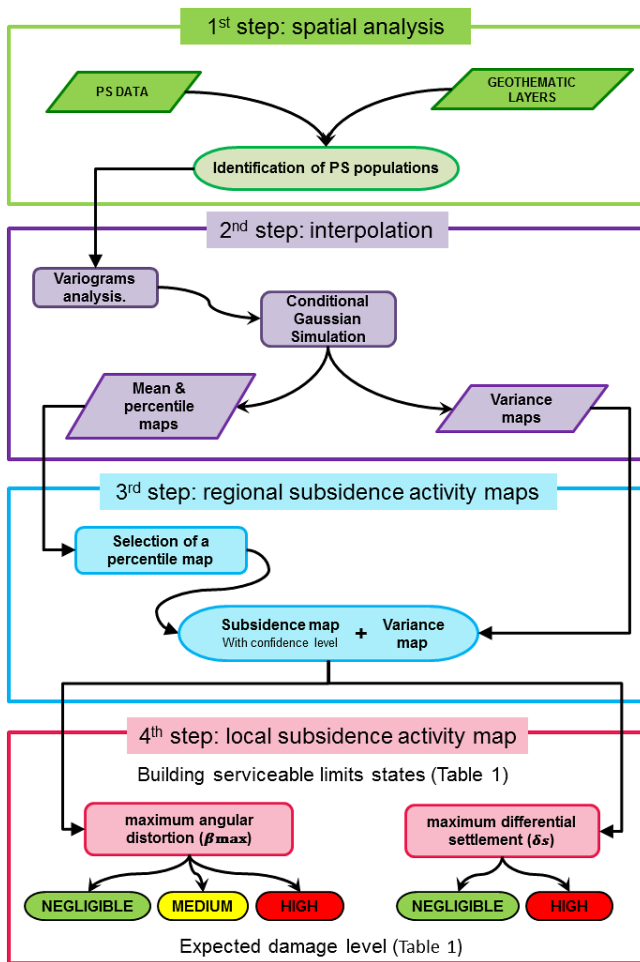 1st step: spatial analysis
PS DATA
GEOTHEMATIC
LAYERS
Identification of PS populations
2nd step: interpolation
Variograms
analysis.
Conditional
Gaussian
Simulation
Mean &
percentile
maps
Variance
maps
3rd step: regional subsidence activity maps
Selection of a
percentile map
Subsidence map
With confidence level
+
Variance
map
4th step: local subsidence activity map
Building serviceable limits states (Table 1)
maximum angular
distortion (βmax)
maximum differential
settlement (δs)
NEGLIGIBLE
MEDIUM
HIGH
NEGLIGIBLE
HIGH
Expected damage level (Table 1)